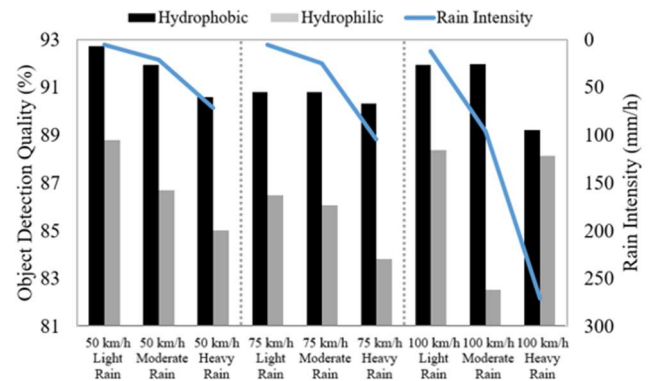 Hydrophobic Hydrophilic Rain Intensity
Object Detection Quality (%)
93
91
89
87
85
83
81
0
50
100
150
200
250
300
Rain Intensity (mm/h)
50 km/h 50 km/h 50 km/h 75 km/h 75 km/h 75 km/h 100 km/h 100 km/h 100 km/h
Light Moderate Heavy Light Moderate Heavy Light Moderate Heavy
Rain Rain Rain Rain Rain Rain Rain Rain Rain